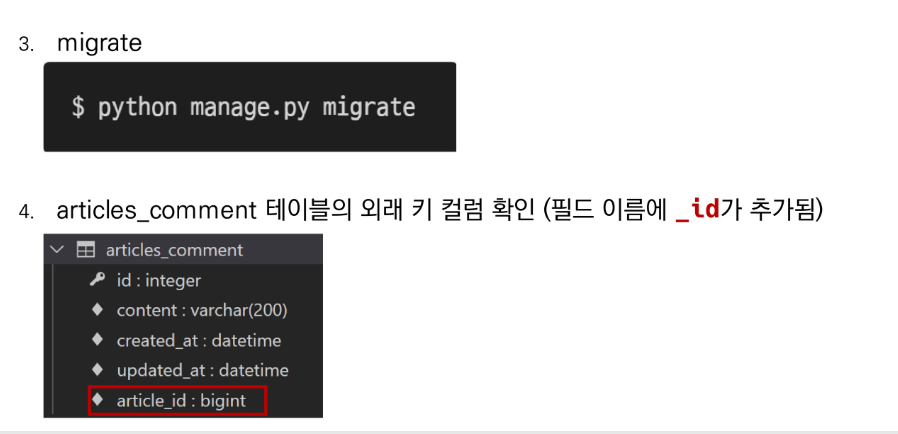 3. migrate
$ python manage.py migrate
4. articles_comment 테이블의 외래 키 컬럼 확인 (필드 이름에 _id가 추가됨)
articles_comment
id : integer
content : varchar(200)
created_at : datetime
updated_at : datetime
article_id : bigint